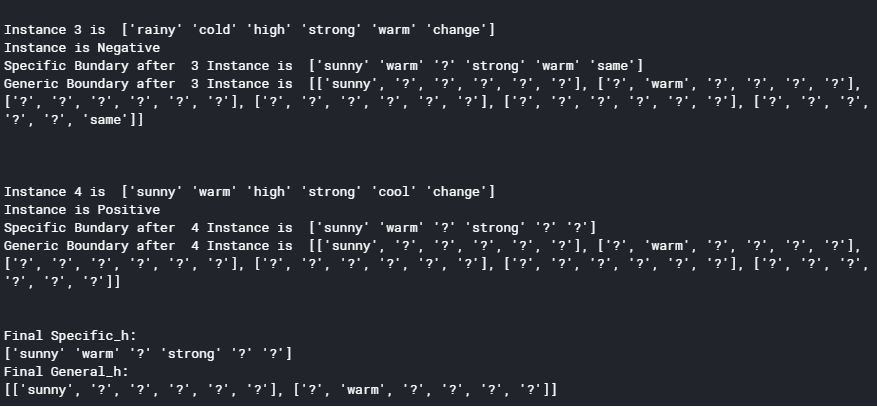 Instance 3 is  ['rainy' 'cold' 'high' 'strong' 'warm' 'change']
Instance is Negative
Specific Bundary after  3 Instance is  ['sunny' 'warm' '?' 'strong' 'warm' 'same']
Generic Boundary after  3 Instance is  [['sunny', '?', '?', '?', '?', '?'], ['?', 'warm', '?', '?', '?', '?'],
['?', '?', '?', '?', '?', '?'], ['?', '?', '?', '?', '?', '?'], ['?', '?', '?', '?', '?', '?'], ['?', '?', '?',
'?', '?', 'same']]
Instance 4 is  ['sunny' 'warm' 'high' 'strong' 'cool' 'change']
Instance is Positive
Specific Bundary after  4 Instance is  ['sunny' 'warm' '?' 'strong' '?' '?']
Generic Boundary after  4 Instance is  [['sunny', '?', '?', '?', '?', '?'], ['?', 'warm', '?', '?', '?', '?'],
['?', '?', '?', '?', '?', '?'], ['?', '?', '?', '?', '?', '?'], ['?', '?', '?', '?', '?', '?'], ['?', '?', '?',
'?', '?', '?']]
Final Specific_h:
['sunny' 'warm' '?' 'strong' '?' '?']
Final General_h:
[['sunny', '?', '?', '?', '?', '?'], ['?', 'warm', '?', '?', '?', '?']]